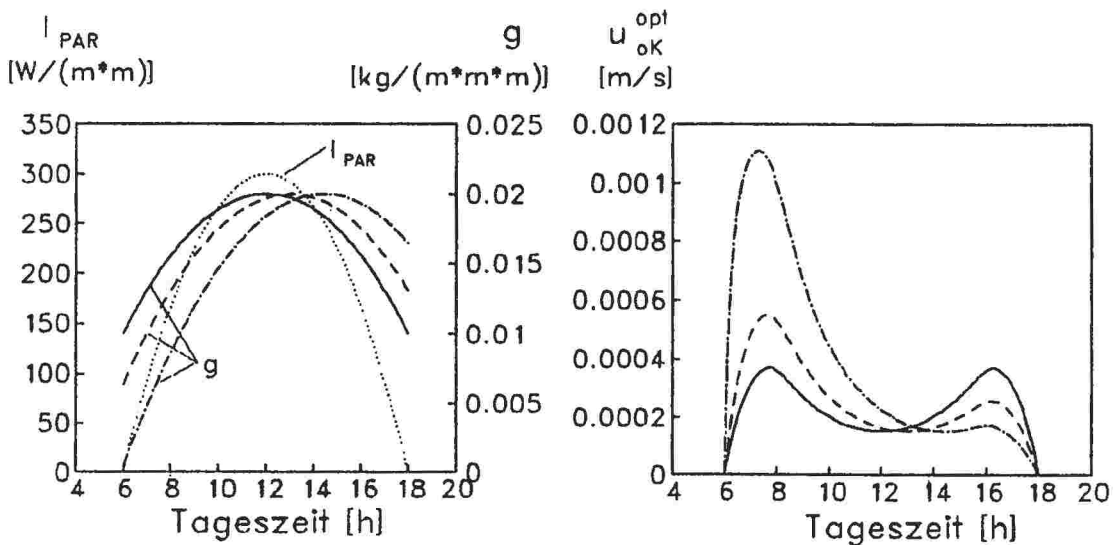 I PAR
[W/(m*m)]
g
[kg/(m*m*m)]
350
300
250
200
150
100
50
0
0.025
0.020
0.015
0.01
0.005
0
I PAR
g
4 6 8 10 12 14 16 18 20
Tageszeit [h]
u oK opt
[m/s]
0.0012
0.001
0.0008
0.0006
0.0004
0.0002
0
4 6 8 10 12 14 16 18 20
Tageszeit [h]